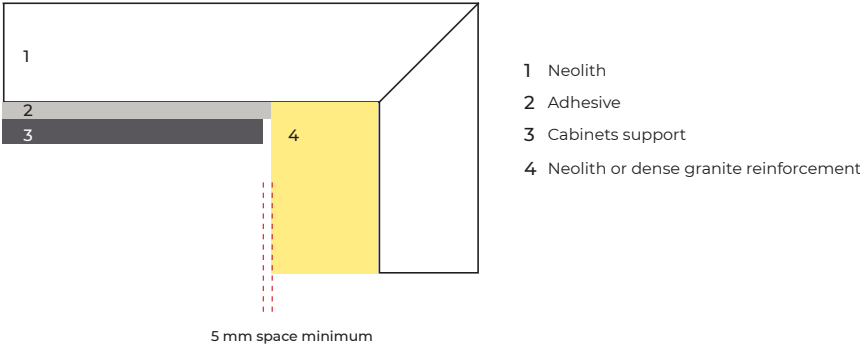 1
2
3
4
1 Neolith
2 Adhesive
3 Cabinets support
4 Neolith or dense granite reinforcement
5 mm space minimum